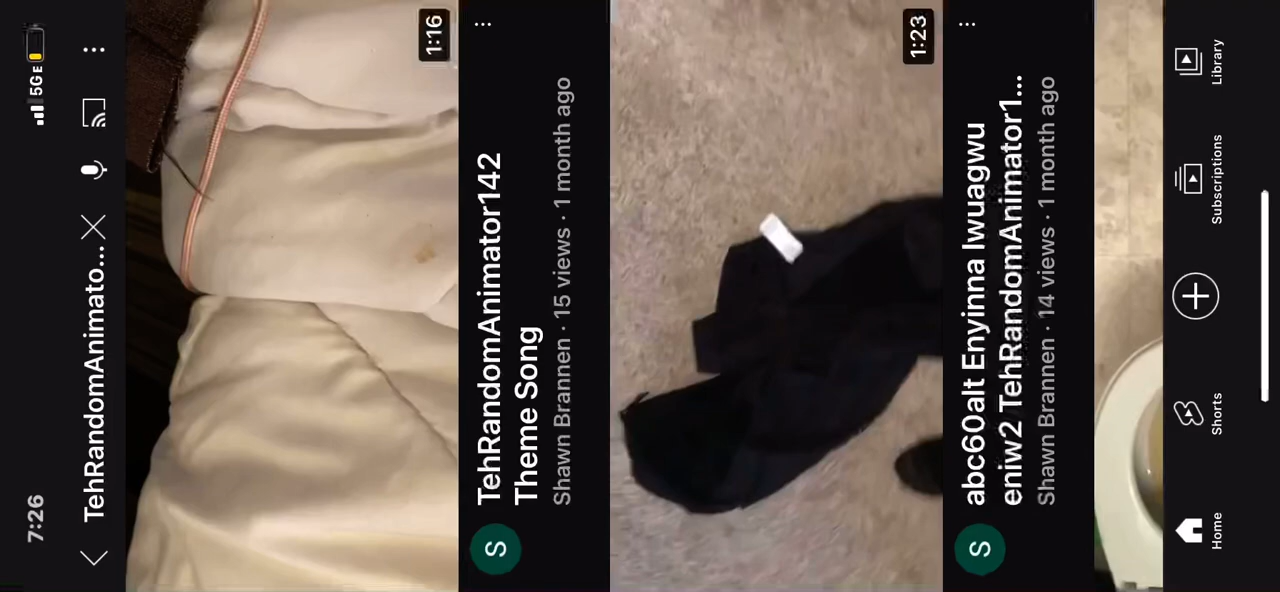 7:26
5GE
TehRandomAnimato...
1:16
TehRandomAnimator142
Theme Song
Shawn Brannen · 15 views · 1 month ago
S
1:23
abc60alt Enyinna Iwuagwu
eniw2 TehRandomAnimator1...
Shawn Brannen · 14 views · 1 month ago
S
Home
Shorts
Subscriptions
Library